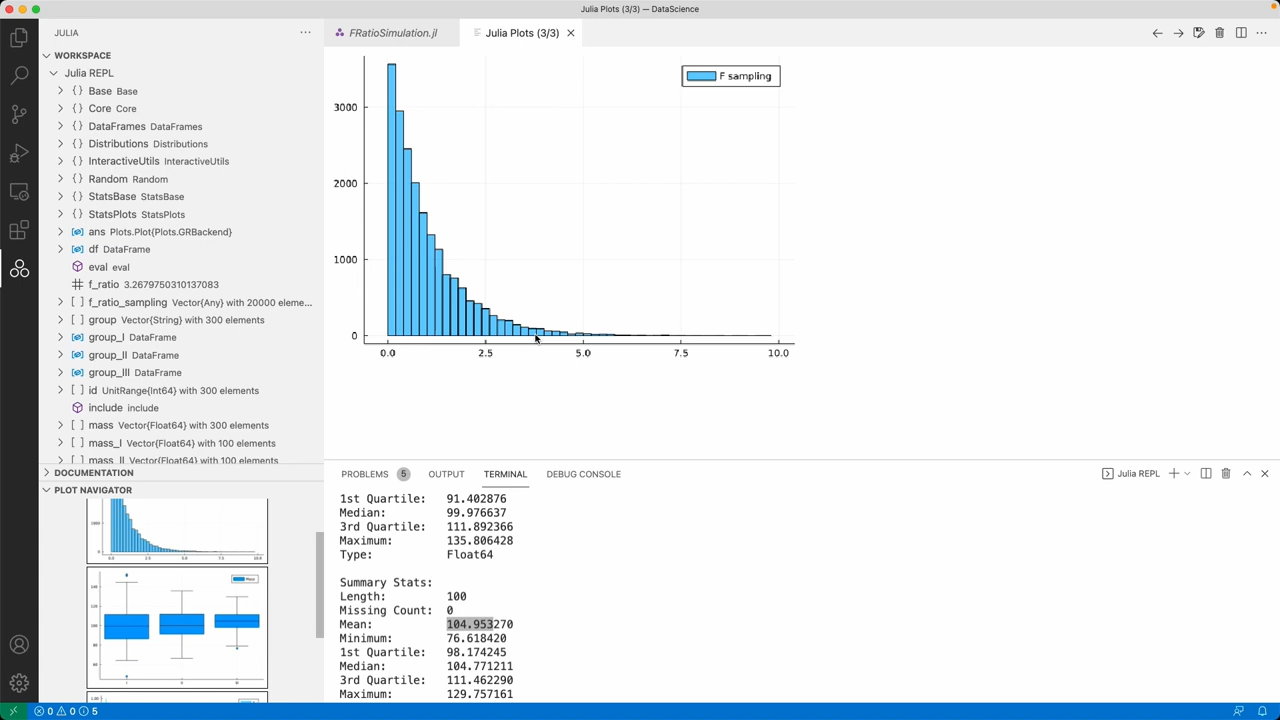 Julia Plots (3/3) — DataScience
JULIA
FRatioSimulation.jl
Julia Plots (3/3)
WORKSPACE
Julia REPL
{} Base Base
{} Core Core
{} DataFrames DataFrames
{} Distributions Distributions
{} InteractiveUtils InteractiveUtils
{} Random Random
{} StatsBase StatsBase
{} StatsPlots StatsPlots
ans Plots.Plot{Plots.GRBackend}
df DataFrame
eval eval
f_ratio 3.2679750310137083
[ ] f_ratio_sampling Vector{Any} with 20000 eleme...
[ ] group Vector{String} with 300 elements
group_I DataFrame
group_II DataFrame
group_III DataFrame
[ ] id UnitRange{Int64} with 300 elements
include include
[ ] mass Vector{Float64} with 300 elements
[ ] mass_I Vector{Float64} with 100 elements
[ ] mass_II Vector{Float64} with 100 elements
DOCUMENTATION
PLOT NAVIGATOR
F sampling
3000
2000
1000
0
0.0 2.5 5.0 7.5 10.0
PROBLEMS 5 OUTPUT TERMINAL DEBUG CONSOLE
Julia REPL
1st Quartile: 91.402876
Median: 99.976637
3rd Quartile: 111.892366
Maximum: 135.806428
Type: Float64
Summary Stats:
Length: 100
Missing Count: 0
Mean: 104.953270
Minimum: 76.618420
1st Quartile: 98.174245
Median: 104.771211
3rd Quartile: 111.462290
Maximum: 129.757161
0 0 5